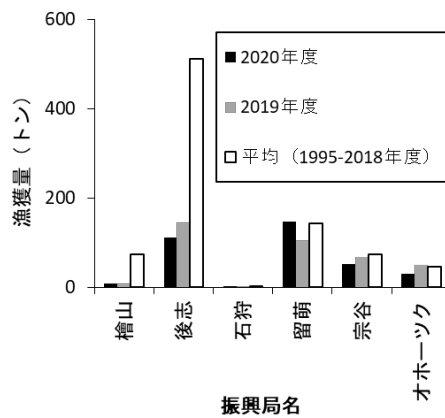 600
400
200
0
漁獲量（トン）
2020年度
2019年度
平均（1995-2018年度）
檜山
後志
石狩
留萌
宗谷
オホーツク
振興局名